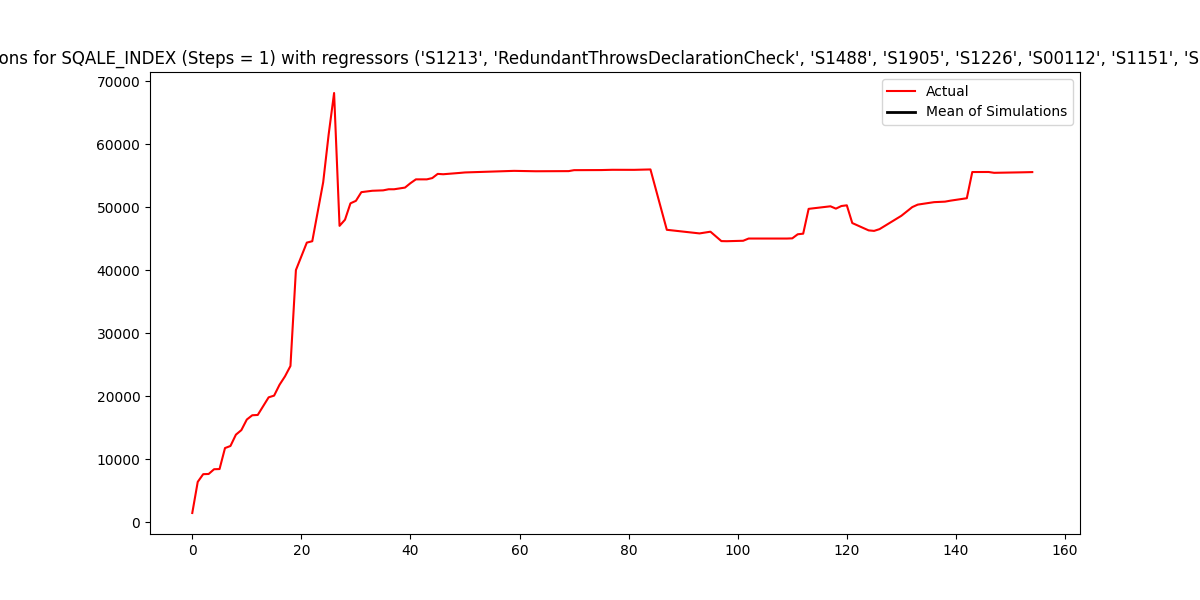 ons for SQALE_INDEX (Steps = 1) with regressors ('S1213', 'RedundantThrowsDeclarationCheck', 'S1488', 'S1905', 'S1226', 'S00112', 'S1151', 'S
Actual
Mean of Simulations
70000
60000
50000
40000
30000
20000
10000
0
0 20 40 60 80 100 120 140 160